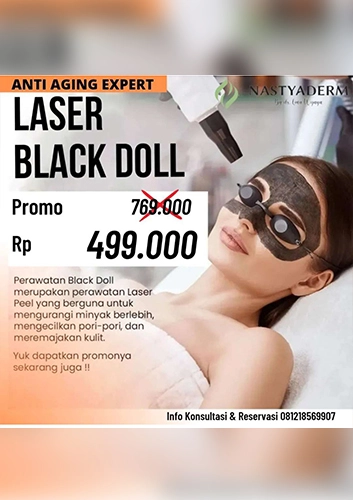 ANTI AGING EXPERT
NASTYADERM
LASER
BLACK DOLL
Promo 769.000
Rp 499.000
Perawatan Black Doll
merupakan perawatan Laser
Peel yang berguna untuk
mengurangi minyak berlebih,
mengecilkan pori-pori, dan
meremajakan kulit.
Yuk dapatkan promonya
sekarang juga !!
Info Konsultasi & Reservasi 081218569907